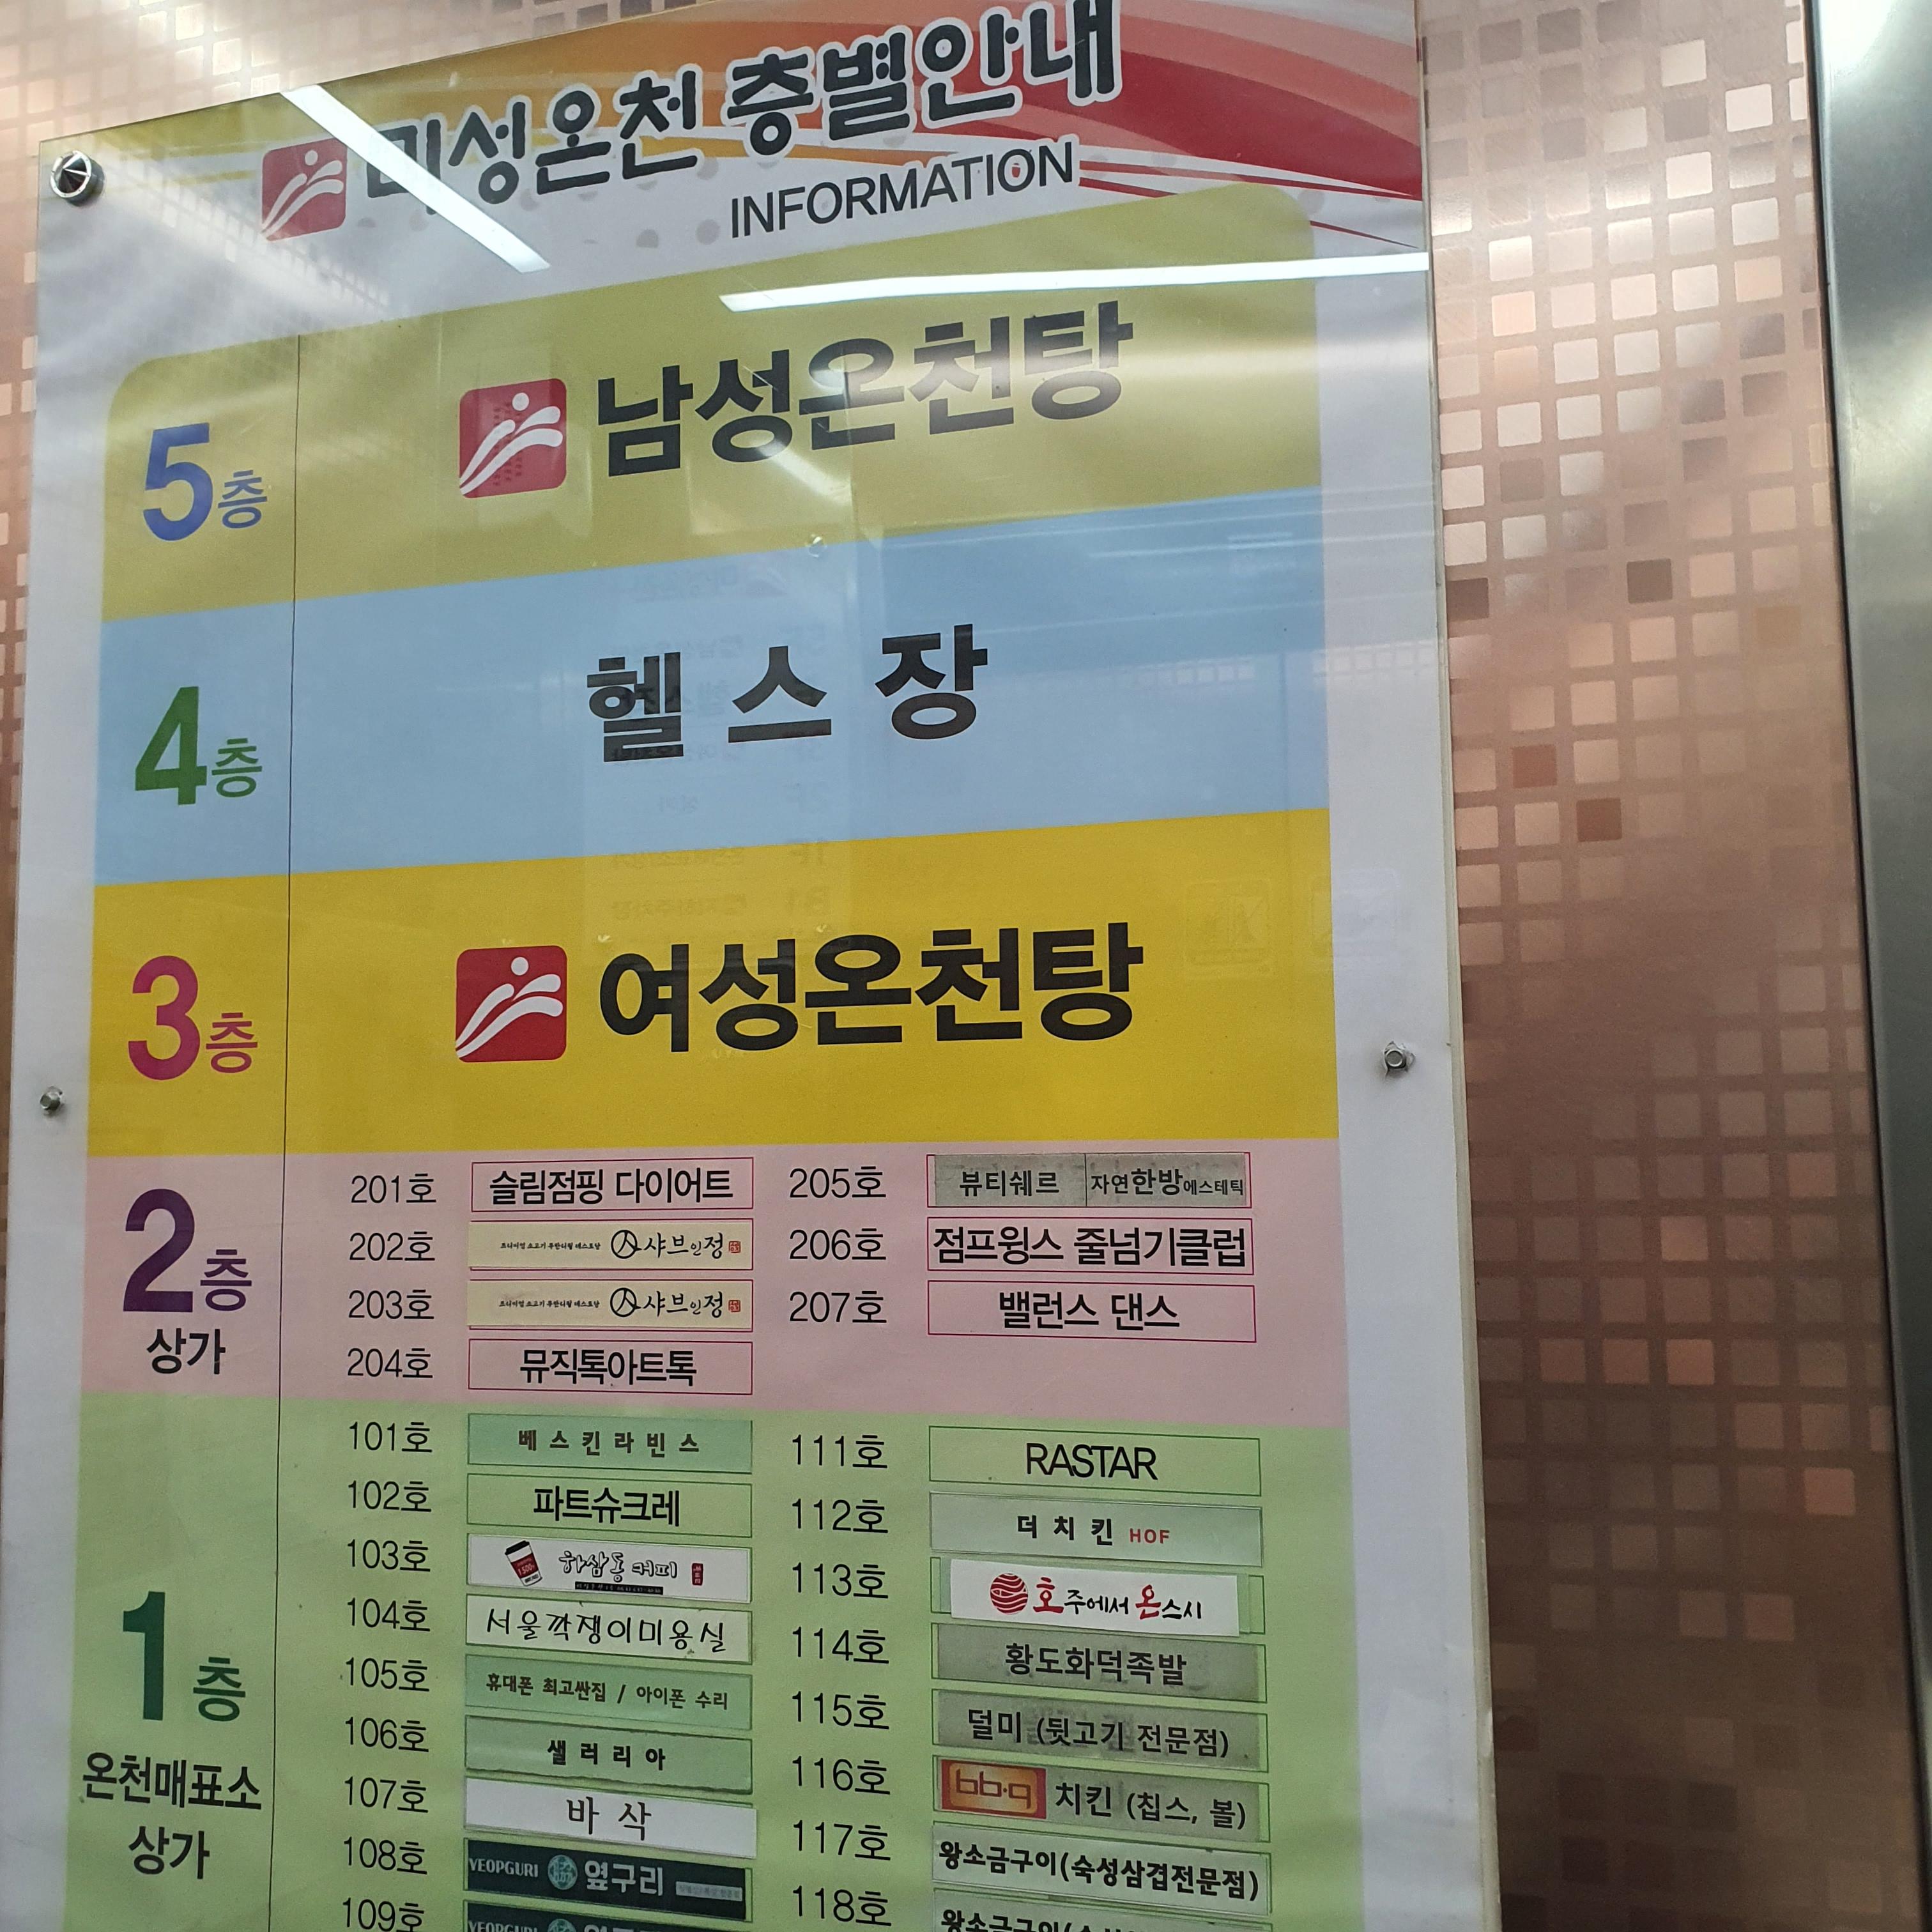 미성온천 층별안내
INFORMATION
5층
남성온천탕
4층
헬스장
3층
여성온천탕
2층
상가
201호 슬림점핑 다이어트
202호 샤브인정
203호 샤브인정
204호 뮤직톡아트톡
205호 뷰티쉐르 자연한방에스테틱
206호 점프윙스 줄넘기클럽
207호 밸런스 댄스
1층
온천매표소
상가
101호 베스킨라빈스
102호 파트슈크레
103호 하삼동 커피
104호 서울깍쟁이미용실
105호 휴대폰 최고싼집 / 아이폰 수리
106호 샐러리아
107호 바삭
108호 YEOPGURI 옆구리
109호 YEOPGURI 옆구리
111호 RASTAR
112호 더치킨 HOF
113호 호주에서 온스시
114호 황도화덕족발
115호 덜미 (뒷고기 전문점)
116호 bb.q 치킨 (칩스, 볼)
117호 왕소금구이(숙성삼겹전문점)
118호 왕소금구이(